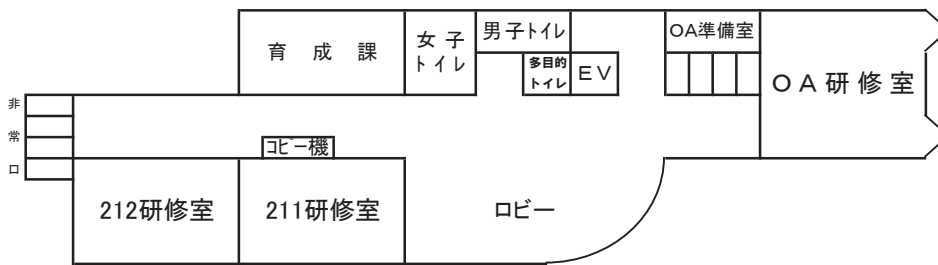 育成課
女子
トイレ
男子トイレ
多目的
トイレ
EV
OA準備室
OA研修室
非常口
コピー機
212研修室
211研修室
ロビー